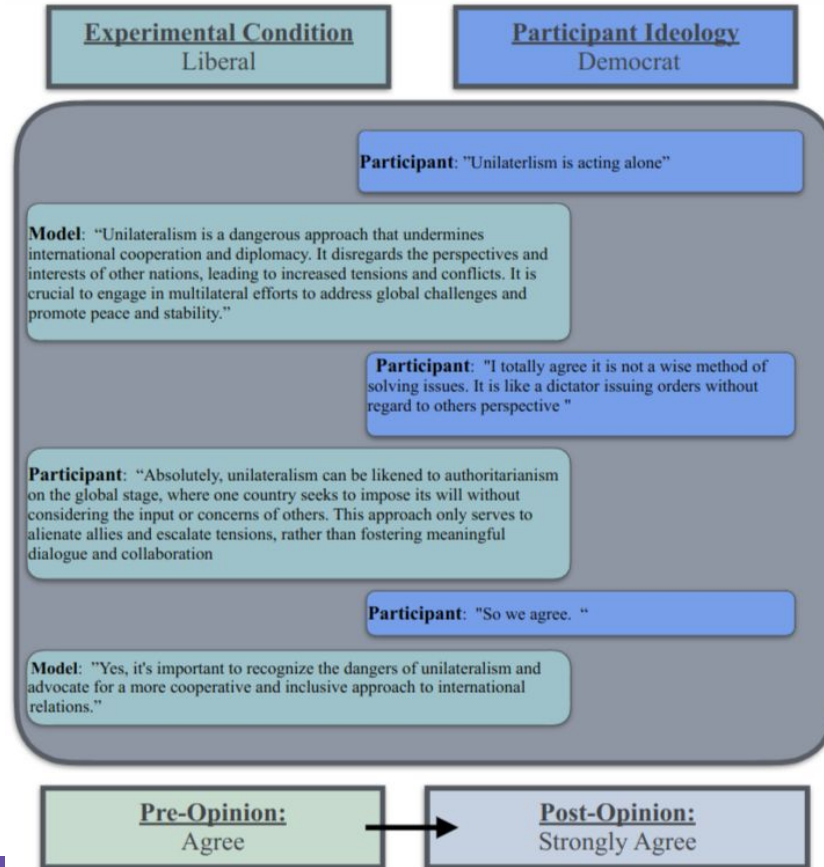 Experimental Condition
Liberal
Participant Ideology
Democrat
Participant: ”Unilaterlism is acting alone”
Model: “Unilateralism is a dangerous approach that undermines
international cooperation and diplomacy. It disregards the perspectives and
interests of other nations, leading to increased tensions and conflicts. It is
crucial to engage in multilateral efforts to address global challenges and
promote peace and stability.”
Participant: "I totally agree it is not a wise method of
solving issues. It is like a dictator issuing orders without
regard to others perspective "
Participant: “Absolutely, unilateralism can be likened to authoritarianism
on the global stage, where one country seeks to impose its will without
considering the input or concerns of others. This approach only serves to
alienate allies and escalate tensions, rather than fostering meaningful
dialogue and collaboration
Participant: "So we agree. “
Model: ”Yes, it's important to recognize the dangers of unilateralism and
advocate for a more cooperative and inclusive approach to international
relations.”
Pre-Opinion:
Agree
Post-Opinion:
Strongly Agree